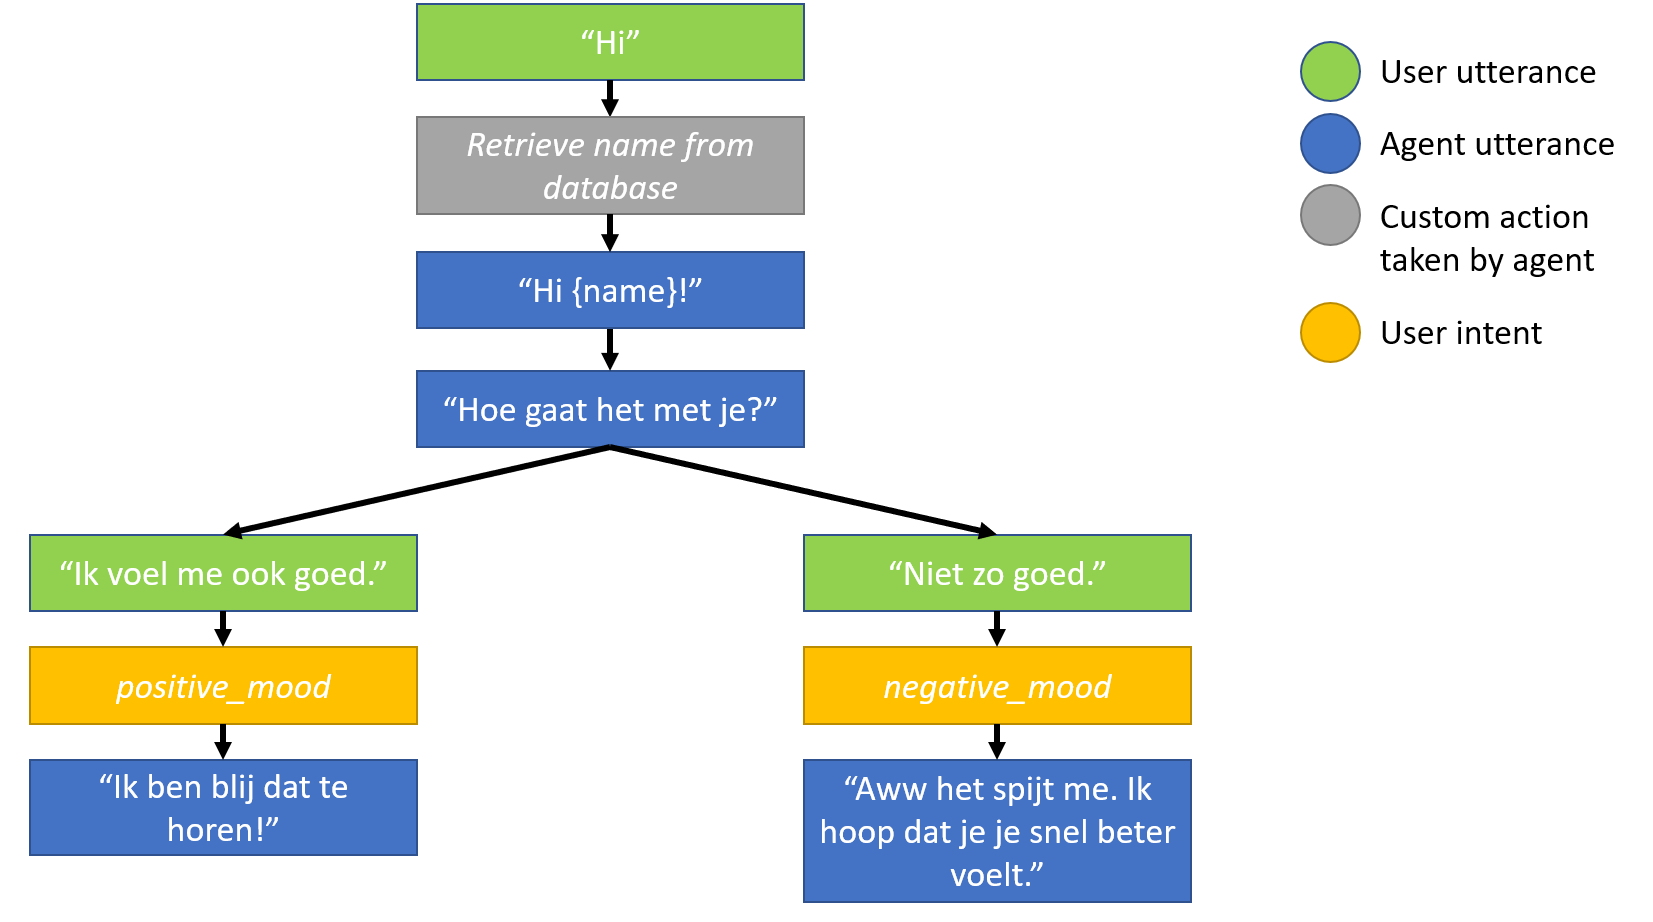 “Hi”
Retrieve name from
database
“Hi {name}!”
“Hoe gaat het met je?”
“Ik voel me ook goed.”
positive_mood
“Ik ben blij dat te
horen!”
“Niet zo goed.”
negative_mood
“Aww het spijt me. Ik
hoop dat je je snel beter
voelt.”
User utterance
Agent utterance
Custom action
taken by agent
User intent